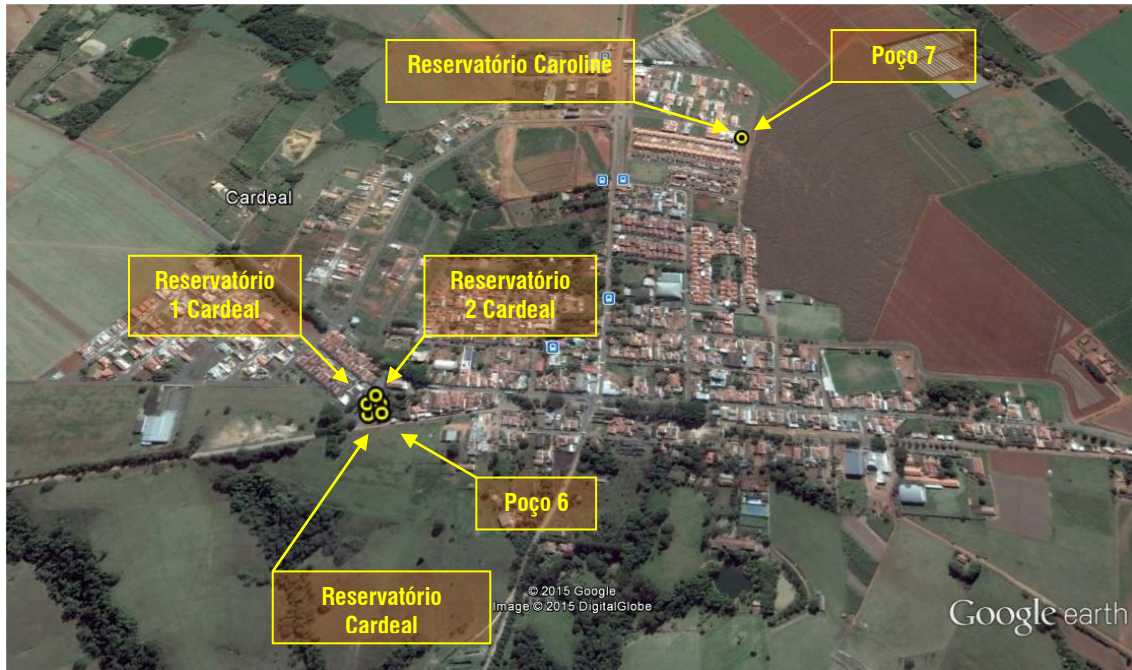 Reservatório Caroline
Poço 7
Cardeal
Reservatório
1 Cardeal
Reservatório
2 Cardeal
Poço 6
Reservatório
Cardeal
© 2015 Google
Image © 2015 DigitalGlobe
Google earth